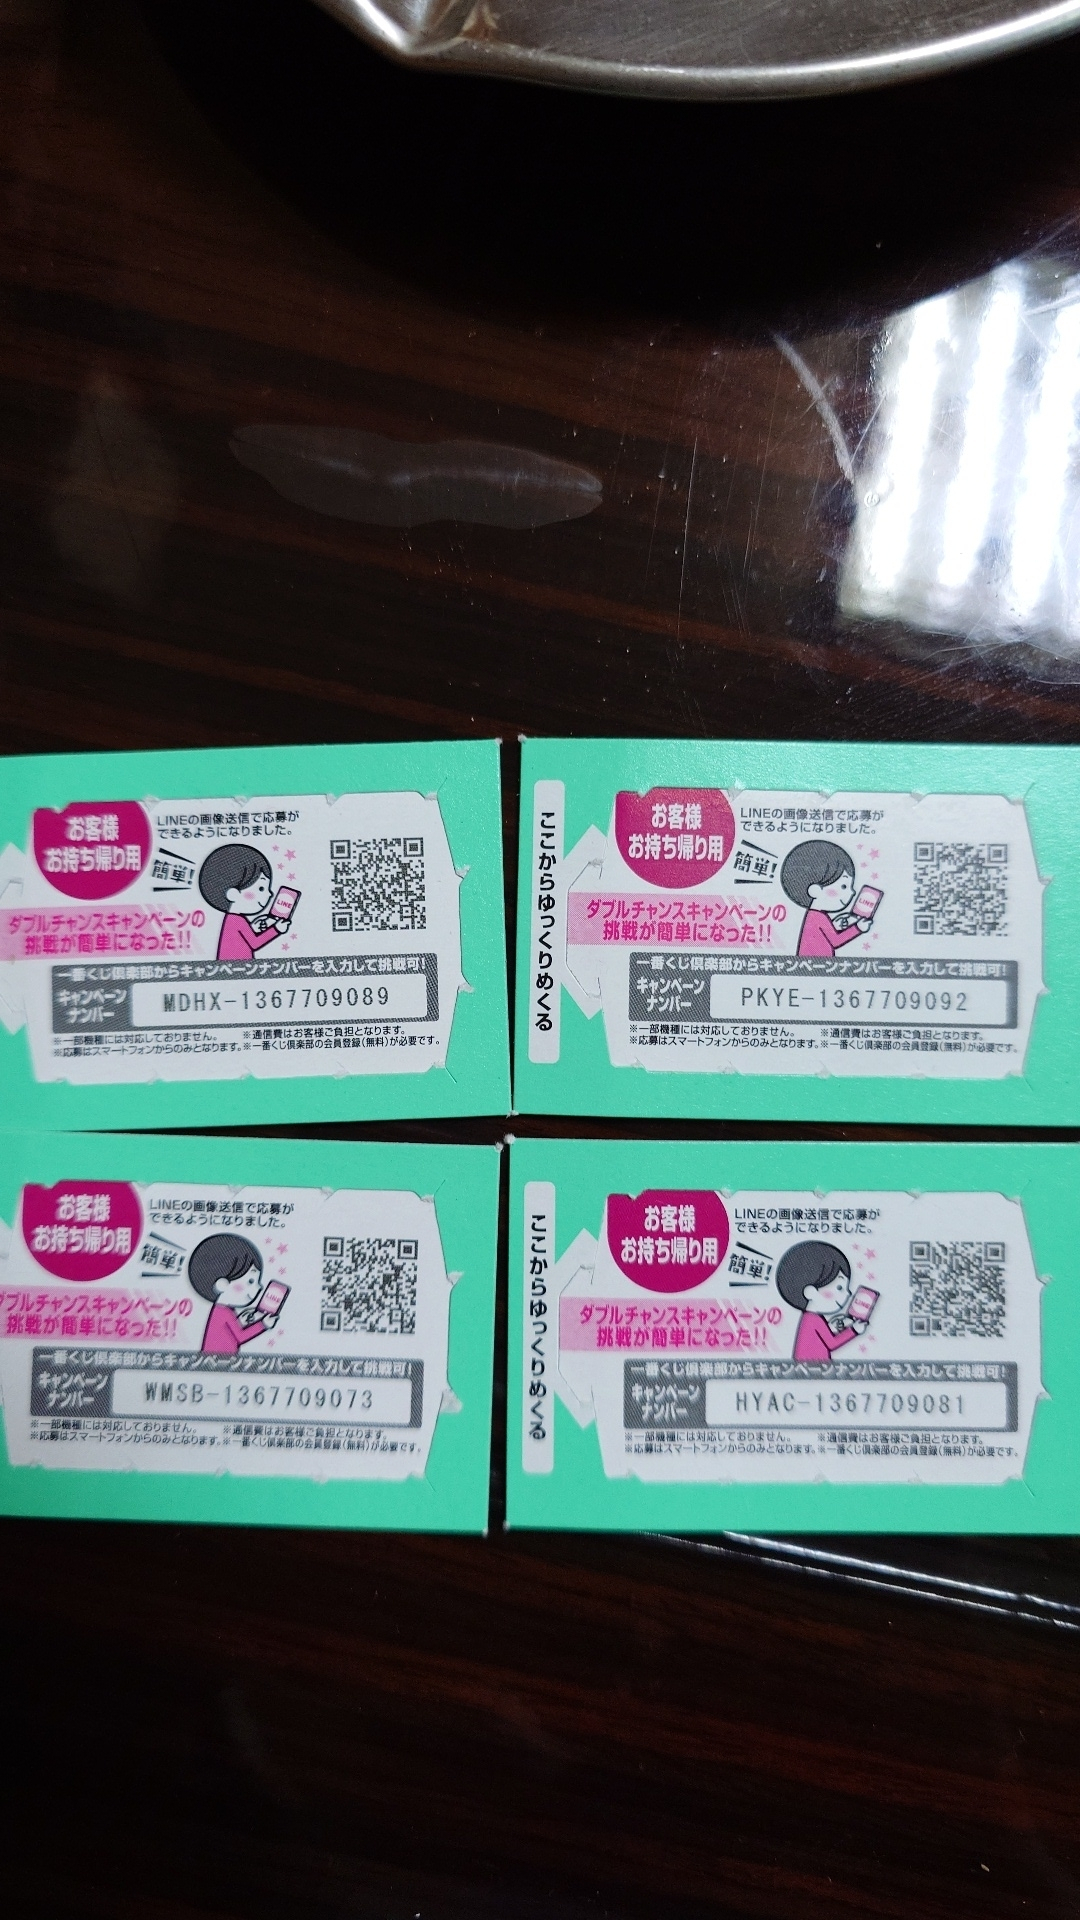 お客様
お持ち帰り用
LINEの画像送信で応募が
できるようになりました。
簡単!
LINE
ダブルチャンスキャンペーンの
挑戦が簡単になった!!
一番くじ倶楽部からキャンペーンナンバーを入力して挑戦可!
キャンペーン
ナンバー
MDHX-1367709089
※一部機種には対応しておりません。 ※通信費はお客様ご負担となります。
※応募はスマートフォンからのみとなります。※一番くじ倶楽部の会員登録(無料)が必要です。
ここからゆっくりめくる
お客様
お持ち帰り用
LINEの画像送信で応募が
できるようになりました。
簡単!
LINE
ダブルチャンスキャンペーンの
挑戦が簡単になった!!
一番くじ倶楽部からキャンペーンナンバーを入力して挑戦可!
キャンペーン
ナンバー
PKYE-1367709092
※一部機種には対応しておりません。 ※通信費はお客様ご負担となります。
※応募はスマートフォンからのみとなります。※一番くじ倶楽部の会員登録(無料)が必要です。
お客様
お持ち帰り用
LINEの画像送信で応募が
できるようになりました。
簡単!
LINE
ダブルチャンスキャンペーンの
挑戦が簡単になった!!
一番くじ倶楽部からキャンペーンナンバーを入力して挑戦可!
キャンペーン
ナンバー
WMSB-1367709073
※一部機種には対応しておりません。 ※通信費はお客様ご負担となります。
※応募はスマートフォンからのみとなります。※一番くじ倶楽部の会員登録(無料)が必要です。
ここからゆっくりめくる
お客様
お持ち帰り用
LINEの画像送信で応募が
できるようになりました。
簡単!
LINE
ダブルチャンスキャンペーンの
挑戦が簡単になった!!
一番くじ倶楽部からキャンペーンナンバーを入力して挑戦可!
キャンペーン
ナンバー
HYAC-1367709081
※一部機種には対応しておりません。 ※通信費はお客様ご負担となります。
※応募はスマートフォンからのみとなります。※一番くじ倶楽部の会員登録(無料)が必要です。